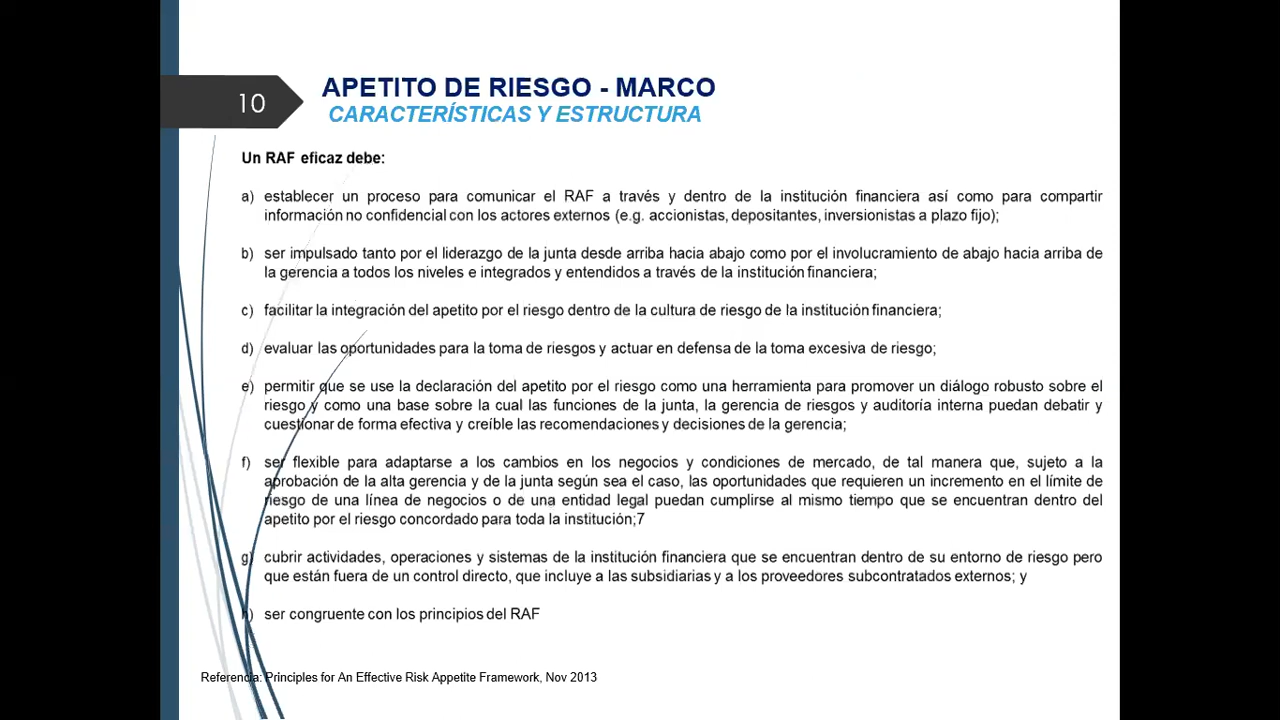 10
APETITO DE RIESGO - MARCO
CARACTERÍSTICAS Y ESTRUCTURA
Un RAF eficaz debe:
a) establecer un proceso para comunicar el RAF a través y dentro de la institución financiera así como para compartir
información no confidencial con los actores externos (e.g. accionistas, depositantes, inversionistas a plazo fijo);
b) ser impulsado tanto por el liderazgo de la junta desde arriba hacia abajo como por el involucramiento de abajo hacia arriba de
la gerencia a todos los niveles e integrados y entendidos a través de la institución financiera;
c) facilitar la integración del apetito por el riesgo dentro de la cultura de riesgo de la institución financiera;
d) evaluar las oportunidades para la toma de riesgos y actuar en defensa de la toma excesiva de riesgo;
e) permitir que se use la declaración del apetito por el riesgo como una herramienta para promover un diálogo robusto sobre el
riesgo y como una base sobre la cual las funciones de la junta, la gerencia de riesgos y auditoría interna puedan debatir y
cuestionar de forma efectiva y creíble las recomendaciones y decisiones de la gerencia;
f) ser flexible para adaptarse a los cambios en los negocios y condiciones de mercado, de tal manera que, sujeto a la
aprobación de la alta gerencia y de la junta según sea el caso, las oportunidades que requieren un incremento en el límite de
riesgo de una línea de negocios o de una entidad legal puedan cumplirse al mismo tiempo que se encuentran dentro del
apetito por el riesgo concordado para toda la institución;7
g) cubrir actividades, operaciones y sistemas de la institución financiera que se encuentran dentro de su entorno de riesgo pero
que están fuera de un control directo, que incluye a las subsidiarias y a los proveedores subcontratados externos; y
h) ser congruente con los principios del RAF
Referencia: Principles for An Effective Risk Appetite Framework, Nov 2013